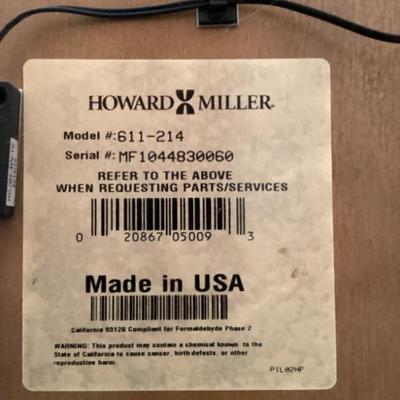 HOWARD MILLER
Model #:611-214
Serial #: MF1044830060
REFER TO THE ABOVE
WHEN REQUESTING PARTS/SERVICES
0 20867 05009 3
Made in USA
California 93120 Compliant for Formaldehyde Phase 2
WARNING: This product may contain a chemical known to the
State of California to cause cancer, birth defects, or other
reproductive harm.
PIL02HP